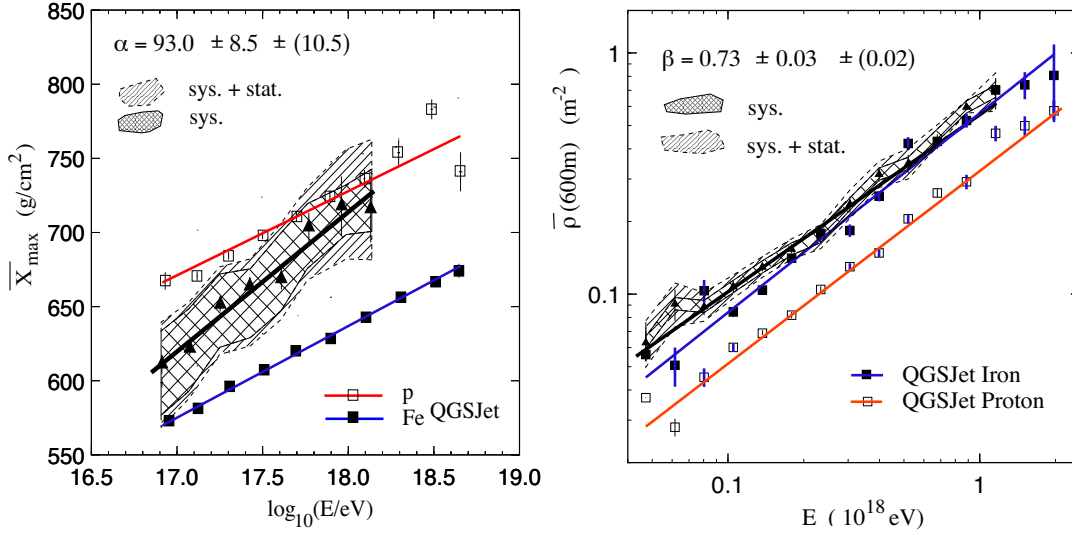 850
800
750
700
650
600
550
X̅max (g/cm²)
α = 93.0 ± 8.5 ± (10.5)
sys. + stat.
sys.
p
Fe QGSJet
16.5 17.0 17.5 18.0 18.5 19.0
log₁₀(E/eV)
1
0.1
ρ̅(600m) (m⁻²)
β = 0.73 ± 0.03 ± (0.02)
sys.
sys. + stat.
QGSJet Iron
QGSJet Proton
0.1 1
E (10¹⁸ eV)